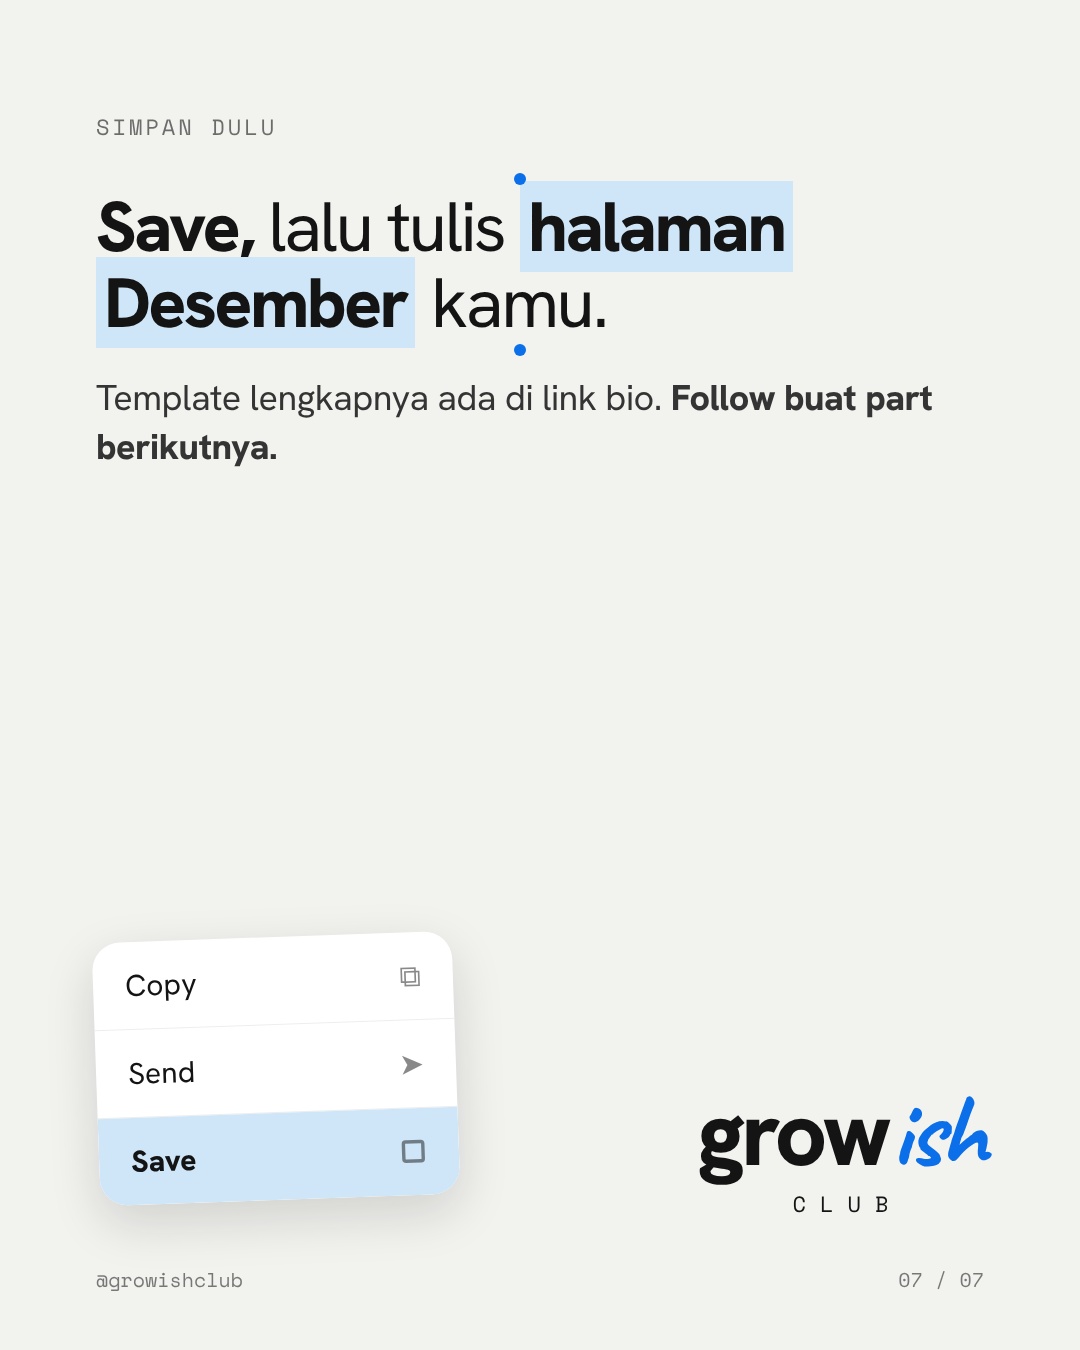 SIMPAN DULU
Save, lalu tulis halaman
Desember kamu.
Template lengkapnya ada di link bio. Follow buat part
berikutnya.
Copy
Send
Save
growish
CLUB
@growishclub
07 / 07